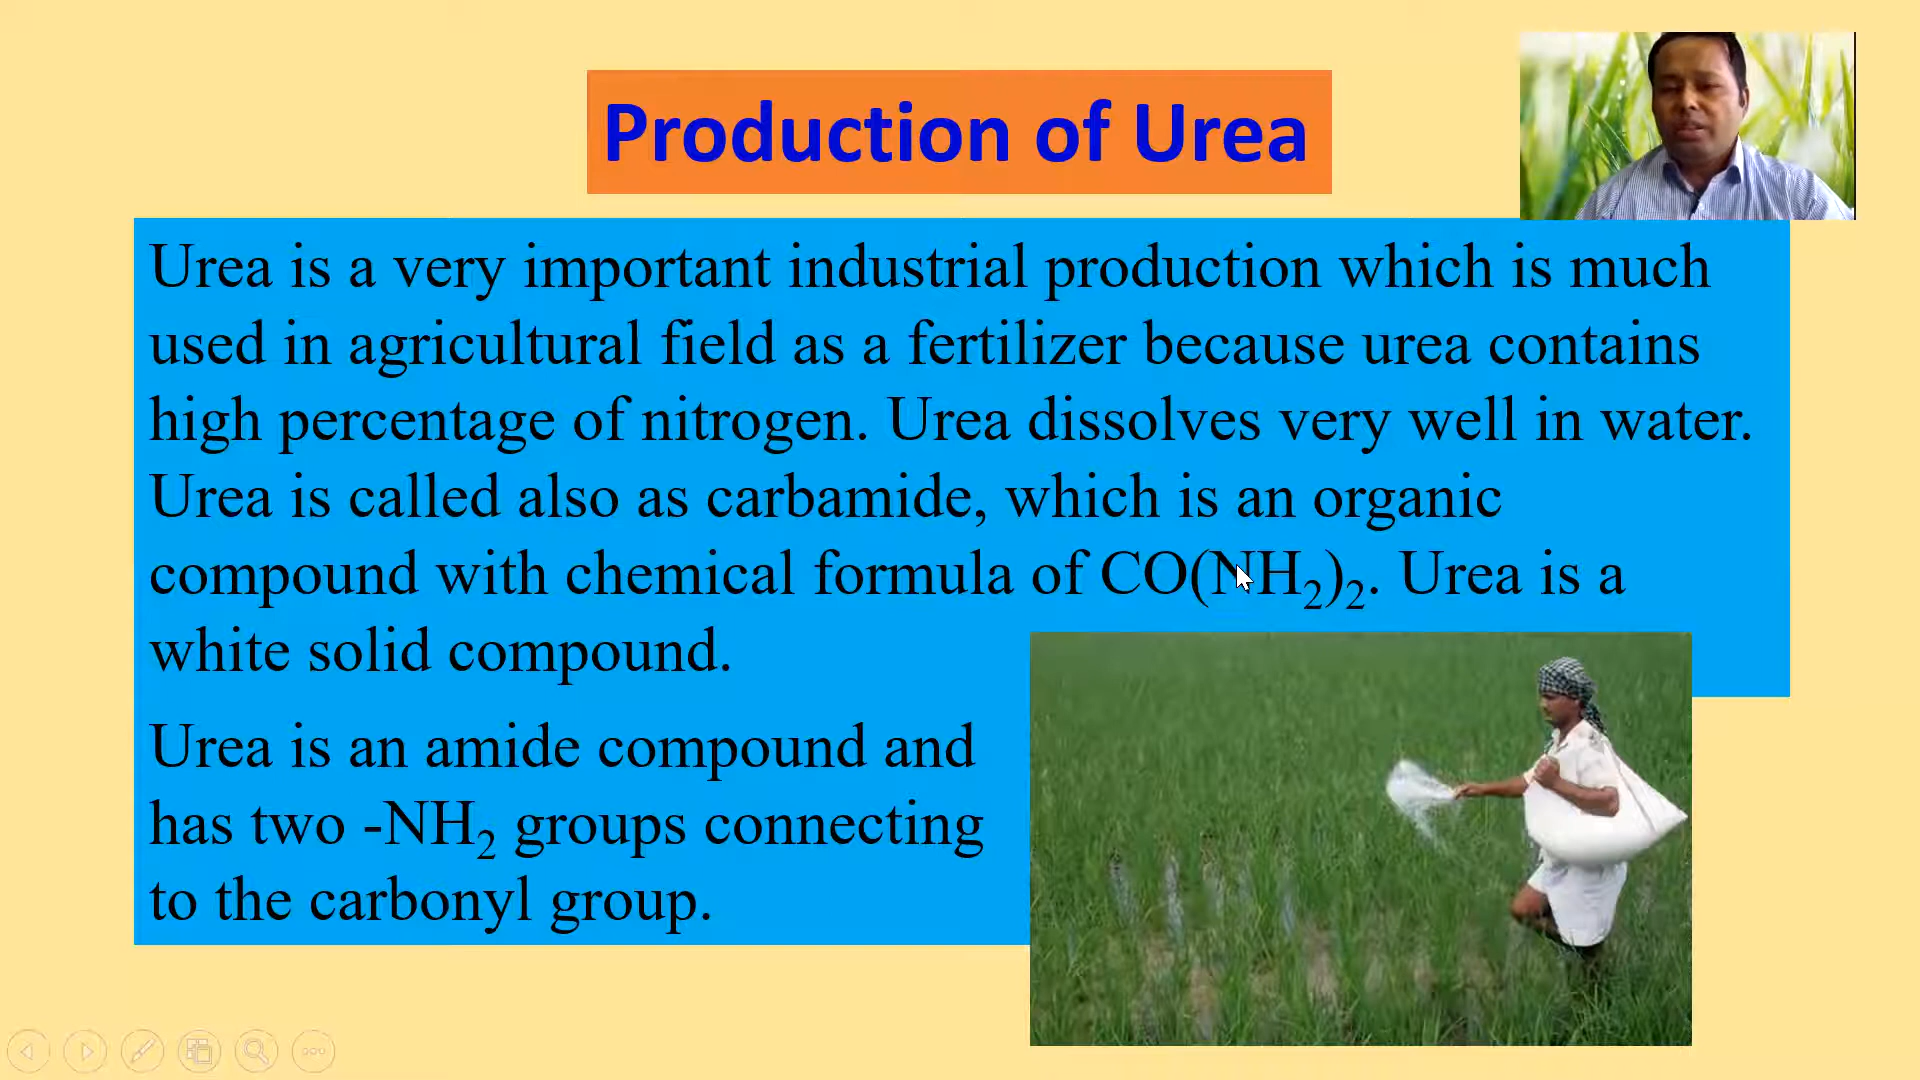 Production of Urea
Urea is a very important industrial production which is much
used in agricultural field as a fertilizer because urea contains
high percentage of nitrogen. Urea dissolves very well in water.
Urea is called also as carbamide, which is an organic
compound with chemical formula of CO(NH₂)₂. Urea is a
white solid compound.
Urea is an amide compound and
has two -NH₂ groups connecting
to the carbonyl group.